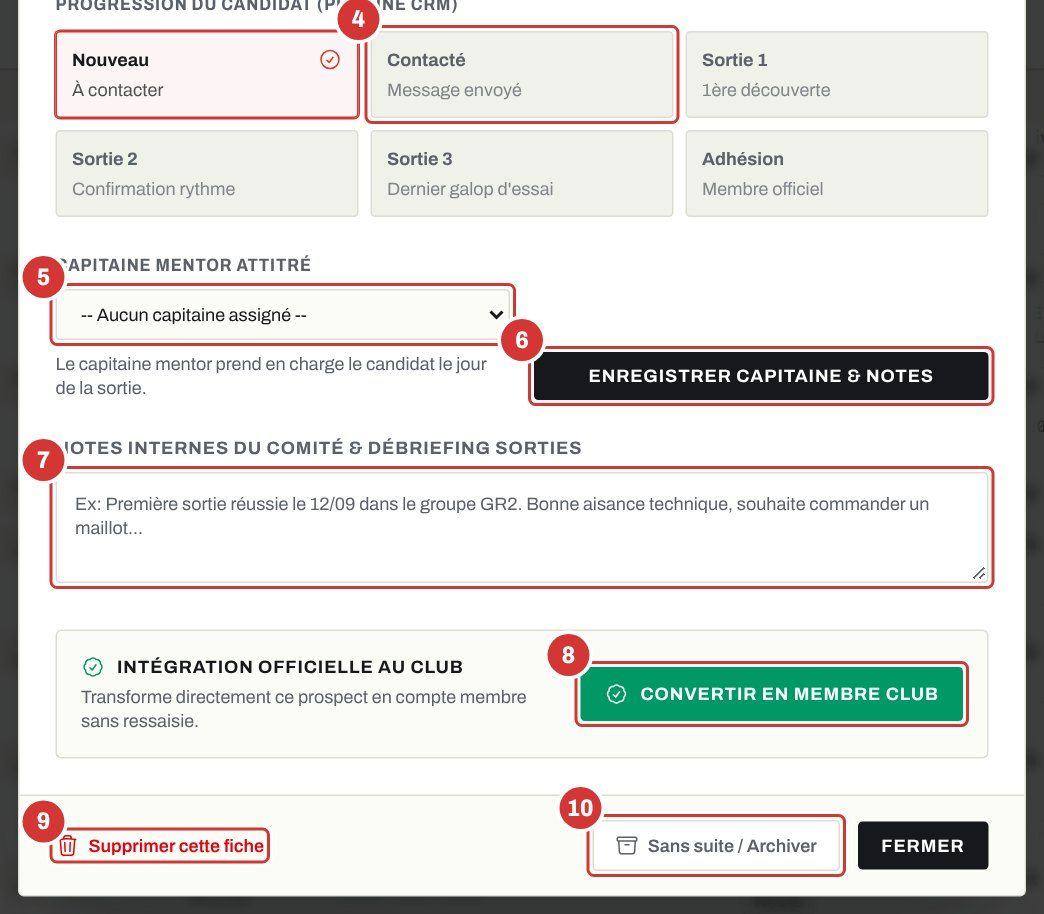 PROGRESSION DU CANDIDAT (P NE CRM)
4
Nouveau
À contacter
Contacté
Message envoyé
Sortie 1
1ère découverte
Sortie 2
Confirmation rythme
Sortie 3
Dernier galop d'essai
Adhésion
Membre officiel
5
CAPITAINE MENTOR ATTITRÉ
-- Aucun capitaine assigné --
6
Le capitaine mentor prend en charge le candidat le jour
de la sortie.
ENREGISTRER CAPITAINE & NOTES
7
NOTES INTERNES DU COMITÉ & DÉBRIEFING SORTIES
Ex: Première sortie réussie le 12/09 dans le groupe GR2. Bonne aisance technique, souhaite commander un
maillot...
8
INTÉGRATION OFFICIELLE AU CLUB
Transforme directement ce prospect en compte membre
sans ressaisie.
CONVERTIR EN MEMBRE CLUB
9
Supprimer cette fiche
10
Sans suite / Archiver
FERMER